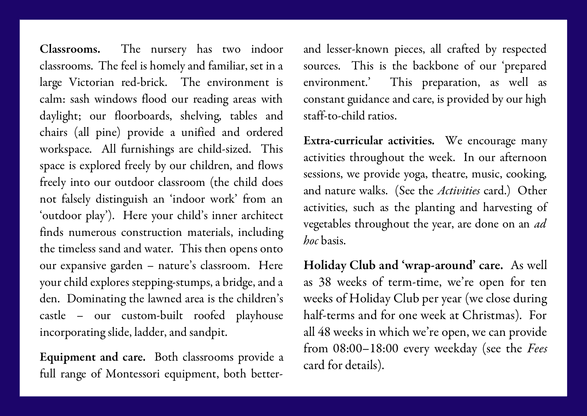 Classrooms. The nursery has two indoor
classrooms. The feel is homely and familiar, set in a
large Victorian red-brick. The environment is
calm: sash windows flood our reading areas with
daylight; our floorboards, shelving, tables and
chairs (all pine) provide a unified and ordered
workspace. All furnishings are child-sized. This
space is explored freely by our children, and flows
freely into our outdoor classroom (the child does
not falsely distinguish an ‘indoor work’ from an
‘outdoor play’). Here your child’s inner architect
finds numerous construction materials, including
the timeless sand and water. This then opens onto
our expansive garden – nature’s classroom. Here
your child explores stepping-stumps, a bridge, and a
den. Dominating the lawned area is the children’s
castle – our custom-built roofed playhouse
incorporating slide, ladder, and sandpit.
Equipment and care. Both classrooms provide a
full range of Montessori equipment, both better-
and lesser-known pieces, all crafted by respected
sources. This is the backbone of our ‘prepared
environment.’ This preparation, as well as
constant guidance and care, is provided by our high
staff-to-child ratios.
Extra-curricular activities. We encourage many
activities throughout the week. In our afternoon
sessions, we provide yoga, theatre, music, cooking,
and nature walks. (See the Activities card.) Other
activities, such as the planting and harvesting of
vegetables throughout the year, are done on an ad
hoc basis.
Holiday Club and ‘wrap-around’ care. As well
as 38 weeks of term-time, we’re open for ten
weeks of Holiday Club per year (we close during
half-terms and for one week at Christmas). For
all 48 weeks in which we’re open, we can provide
from 08:00–18:00 every weekday (see the Fees
card for details).